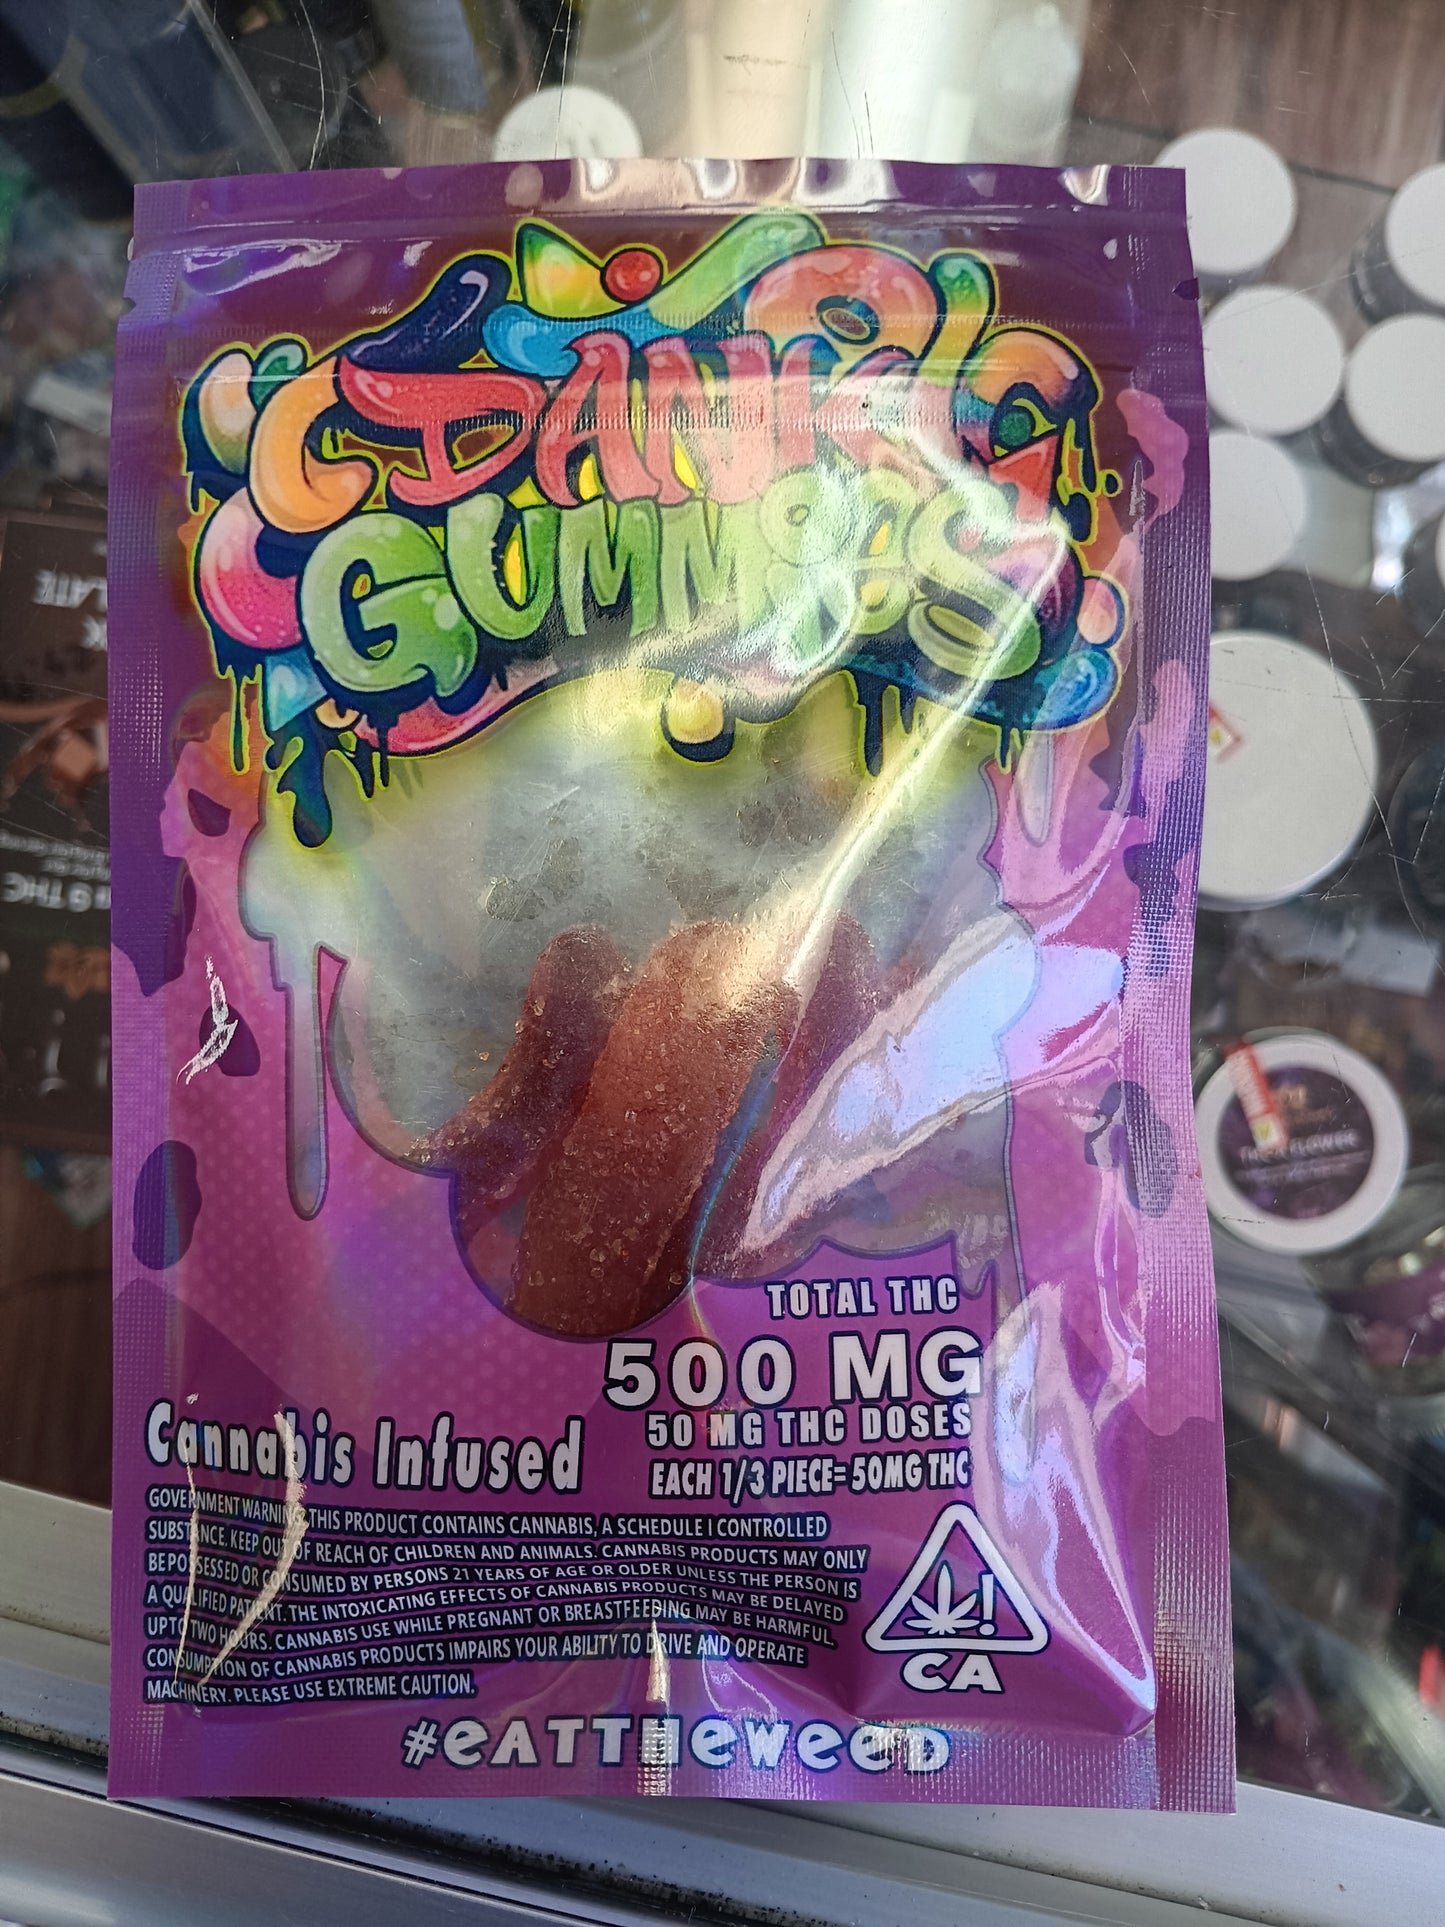 DANK
GUMMIES
TOTAL THC
500 MG
50 MG THC DOSES
EACH 1/3 PIECE= 50MG THC
Cannabis Infused
GOVERNMENT WARNING THIS PRODUCT CONTAINS CANNABIS, A SCHEDULE I CONTROLLED
SUBSTANCE. KEEP OUT OF REACH OF CHILDREN AND ANIMALS. CANNABIS PRODUCTS MAY ONLY
BEPOSSESSED OR CONSUMED BY PERSONS 21 YEARS OF AGE OR OLDER UNLESS THE PERSON IS
A QUALIFIED PATIENT. THE INTOXICATING EFFECTS OF CANNABIS PRODUCTS MAY BE DELAYED
UPTO TWO HOURS. CANNABIS USE WHILE PREGNANT OR BREASTFEEDING MAY BE HARMFUL.
CONSUMPTION OF CANNABIS PRODUCTS IMPAIRS YOUR ABILITY TO DRIVE AND OPERATE
MACHINERY. PLEASE USE EXTREME CAUTION.
!
CA
#EATTHEWEED